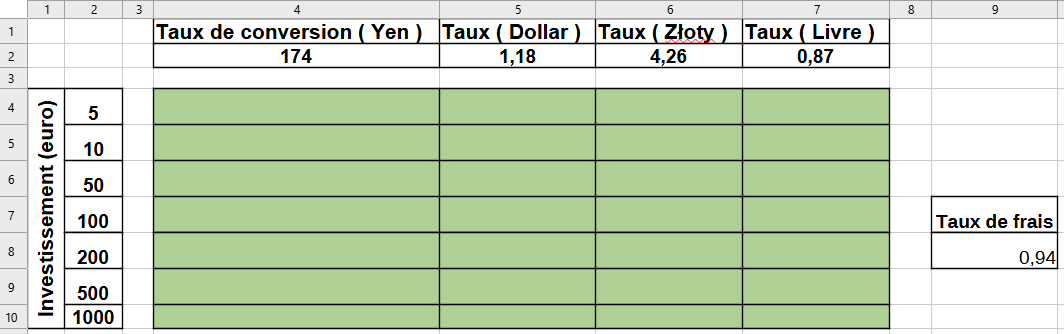 1 2 3 4 5 6 7 8 9
1 Taux de conversion ( Yen ) Taux ( Dollar ) Taux ( Złoty ) Taux ( Livre )
2 174 1,18 4,26 0,87
3
4 5
5 10
6 50
7 100 Taux de frais
8 200 0,94
9 500
10 1000
Investissement (euro)